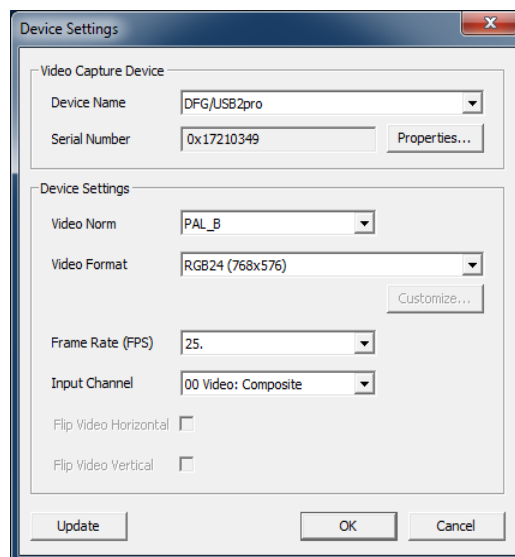 Device Settings
Video Capture Device
Device Name DFG/USB2pro
Serial Number 0x17210349 Properties...
Device Settings
Video Norm PAL_B
Video Format RGB24 (768x576)
Customize...
Frame Rate (FPS) 25.
Input Channel 00 Video: Composite
Flip Video Horizontal
Flip Video Vertical
Update OK Cancel